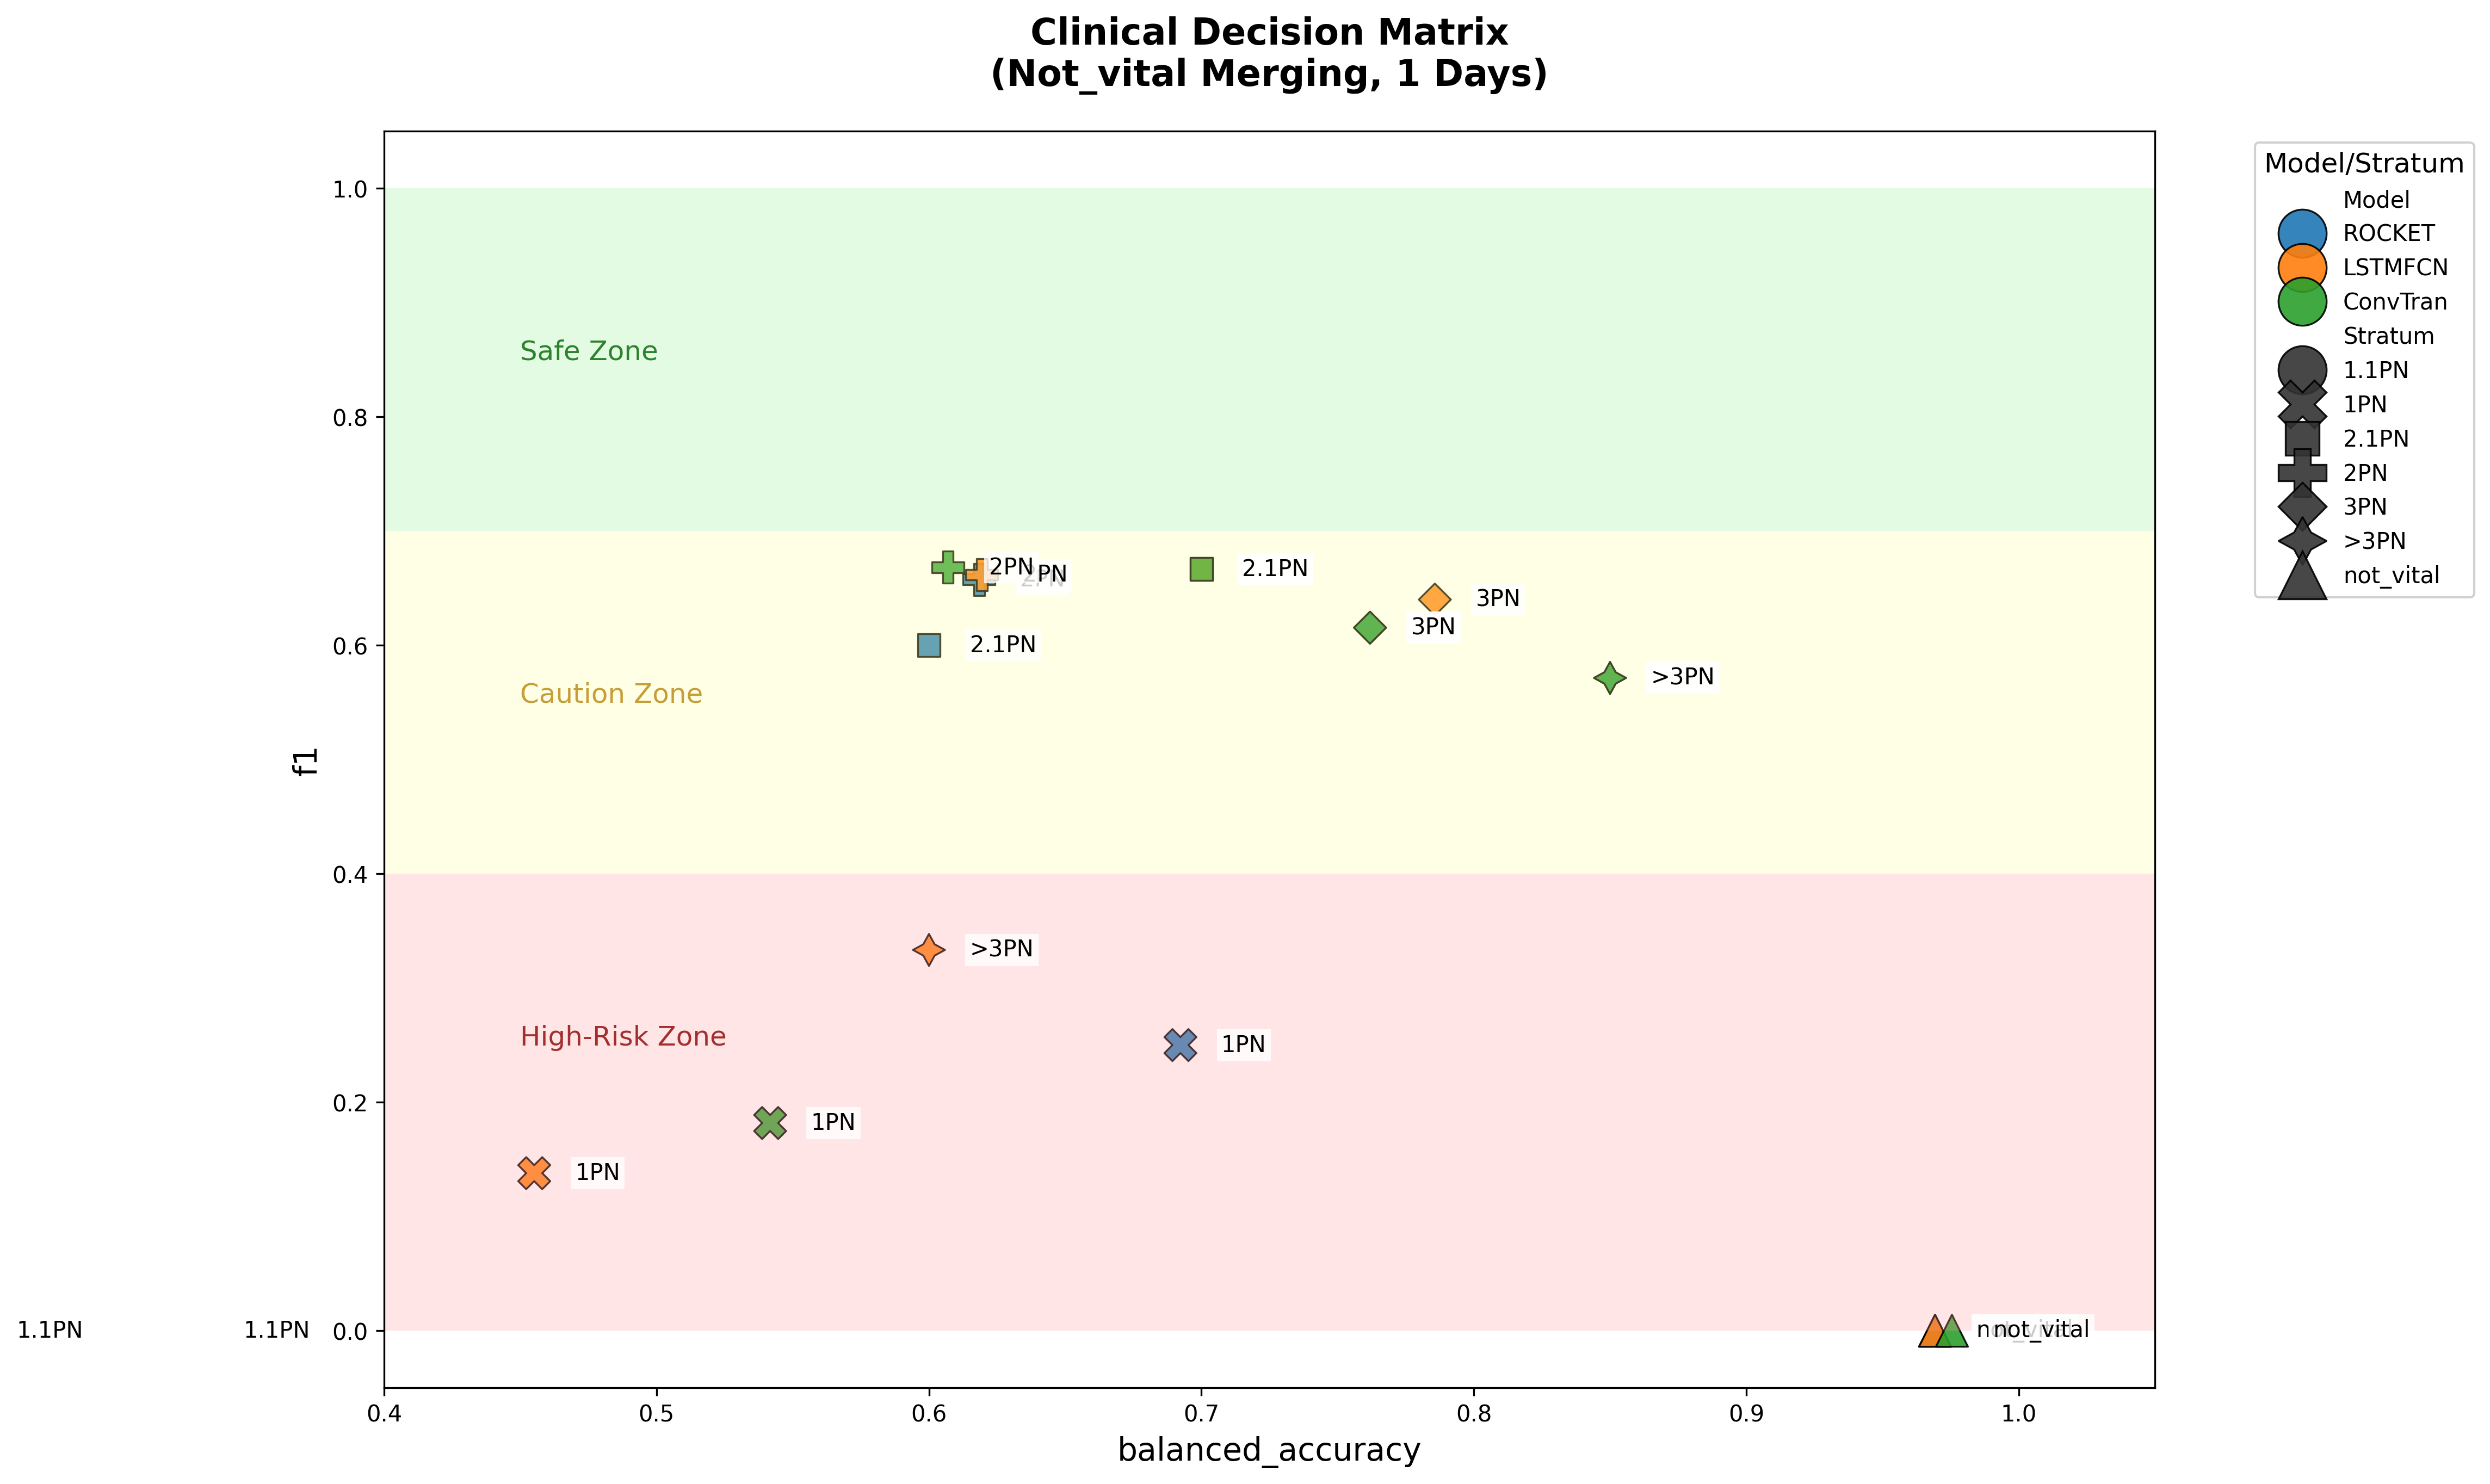 Clinical Decision Matrix
(Not_vital Merging, 1 Days)
Model/Stratum
Model
ROCKET
LSTMFCN
ConvTran
Stratum
1.1PN
1PN
2.1PN
2PN
3PN
>3PN
not_vital
1.0
0.8
0.6
0.4
0.2
0.0
f1
Safe Zone
Caution Zone
High-Risk Zone
2PN
2PN
2.1PN
3PN
3PN
2.1PN
>3PN
>3PN
1PN
1PN
1PN
1.1PN
1.1PN
not_vital
0.4
0.5
0.6
0.7
0.8
0.9
1.0
balanced_accuracy